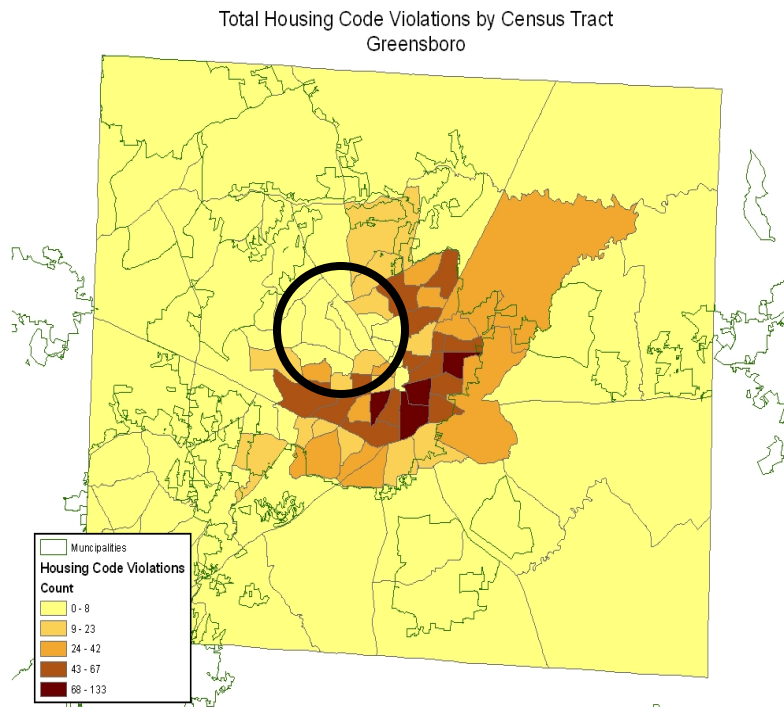 Total Housing Code Violations by Census Tract
Greensboro
Muncipalities
Housing Code Violations
Count
0 - 8
9 - 23
24 - 42
43 - 67
68 - 133